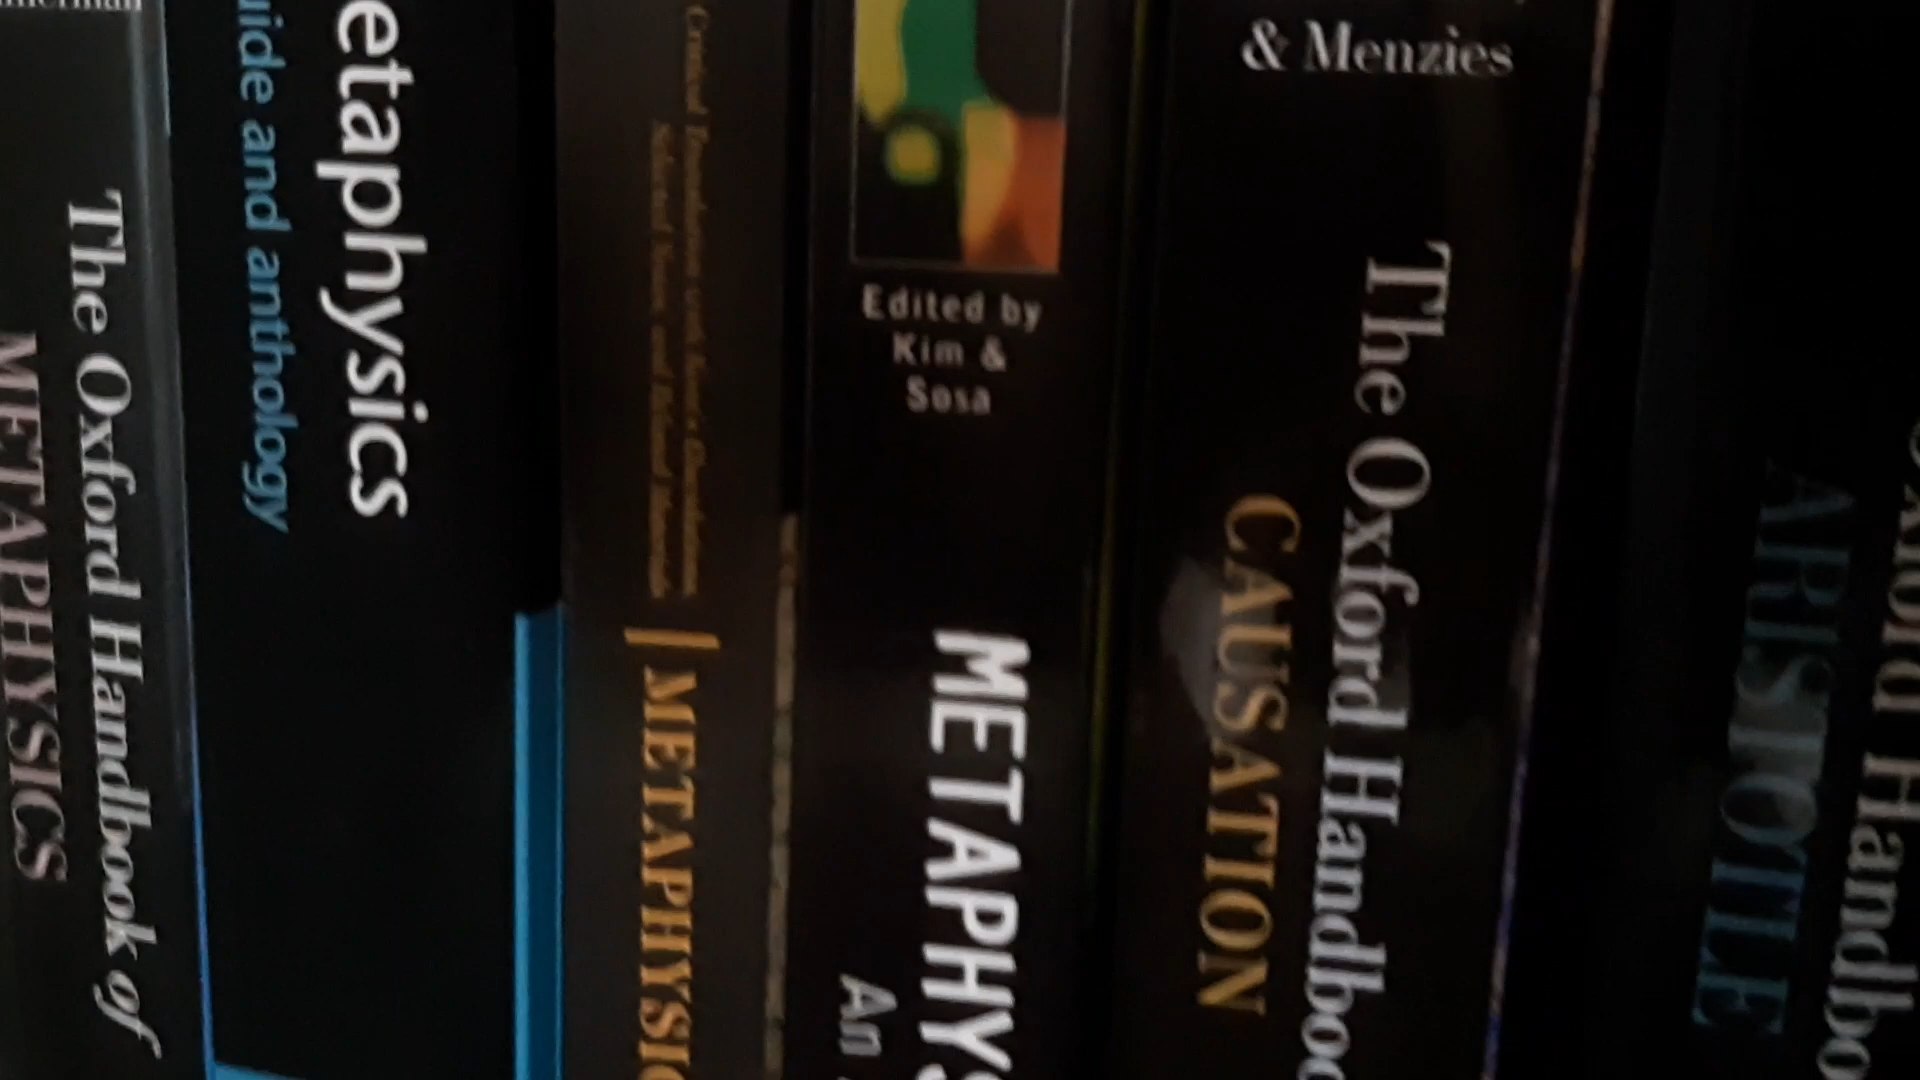 The Oxford Handbook of
METAPHYSICS
etaphysics
uide and anthology
METAPHYSIC
Edited by
Kim &
Sosa
METAPHYS
An
& Menzies
The Oxford Handboo
CAUSATION
Oxford Handbo
ARISTOTLE